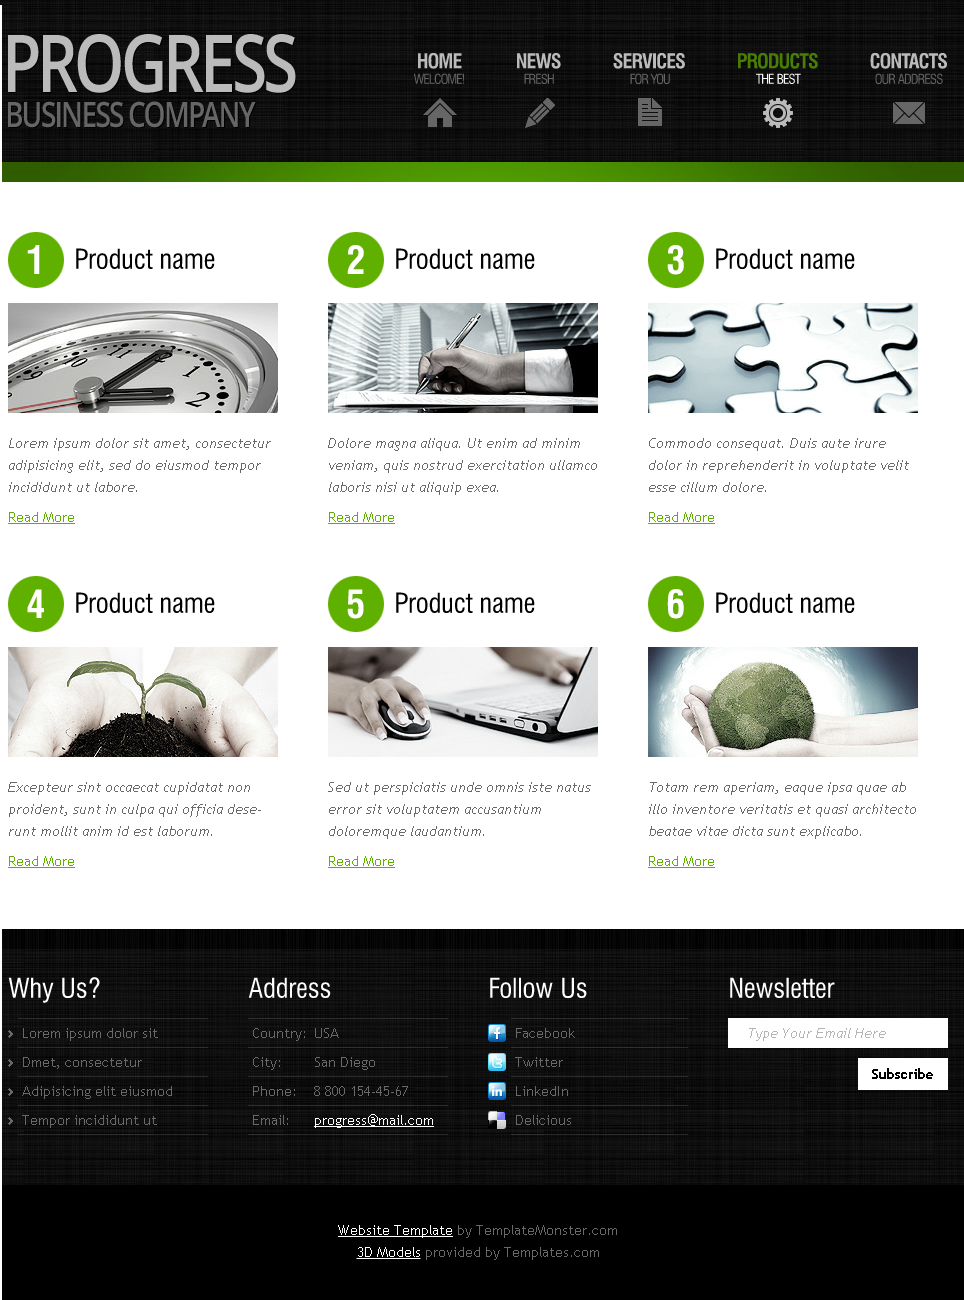 PROGRESS
BUSINESS COMPANY
HOME
WELCOME!
NEWS
FRESH
SERVICES
FOR YOU
PRODUCTS
THE BEST
CONTACTS
OUR ADDRESS
1 Product name
Lorem ipsum dolor sit amet, consectetur
adipisicing elit, sed do eiusmod tempor
incididunt ut labore.
Read More
2 Product name
Dolore magna aliqua. Ut enim ad minim
veniam, quis nostrud exercitation ullamco
laboris nisi ut aliquip exea.
Read More
3 Product name
Commodo consequat. Duis aute irure
dolor in reprehenderit in voluptate velit
esse cillum dolore.
Read More
4 Product name
Excepteur sint occaecat cupidatat non
proident, sunt in culpa qui officia dese-
runt mollit anim id est laborum.
Read More
5 Product name
Sed ut perspiciatis unde omnis iste natus
error sit voluptatem accusantium
doloremque laudantium.
Read More
6 Product name
Totam rem aperiam, eaque ipsa quae ab
illo inventore veritatis et quasi architecto
beatae vitae dicta sunt explicabo.
Read More
Why Us?
Lorem ipsum dolor sit
Dmet, consectetur
Adipisicing elit eiusmod
Tempor incididunt ut
Address
Country: USA
City: San Diego
Phone: 8 800 154-45-67
Email: progress@mail.com
Follow Us
Facebook
Twitter
LinkedIn
Delicious
Newsletter
Type Your Email Here
Subscribe
Website Template by TemplateMonster.com
3D Models provided by Templates.com